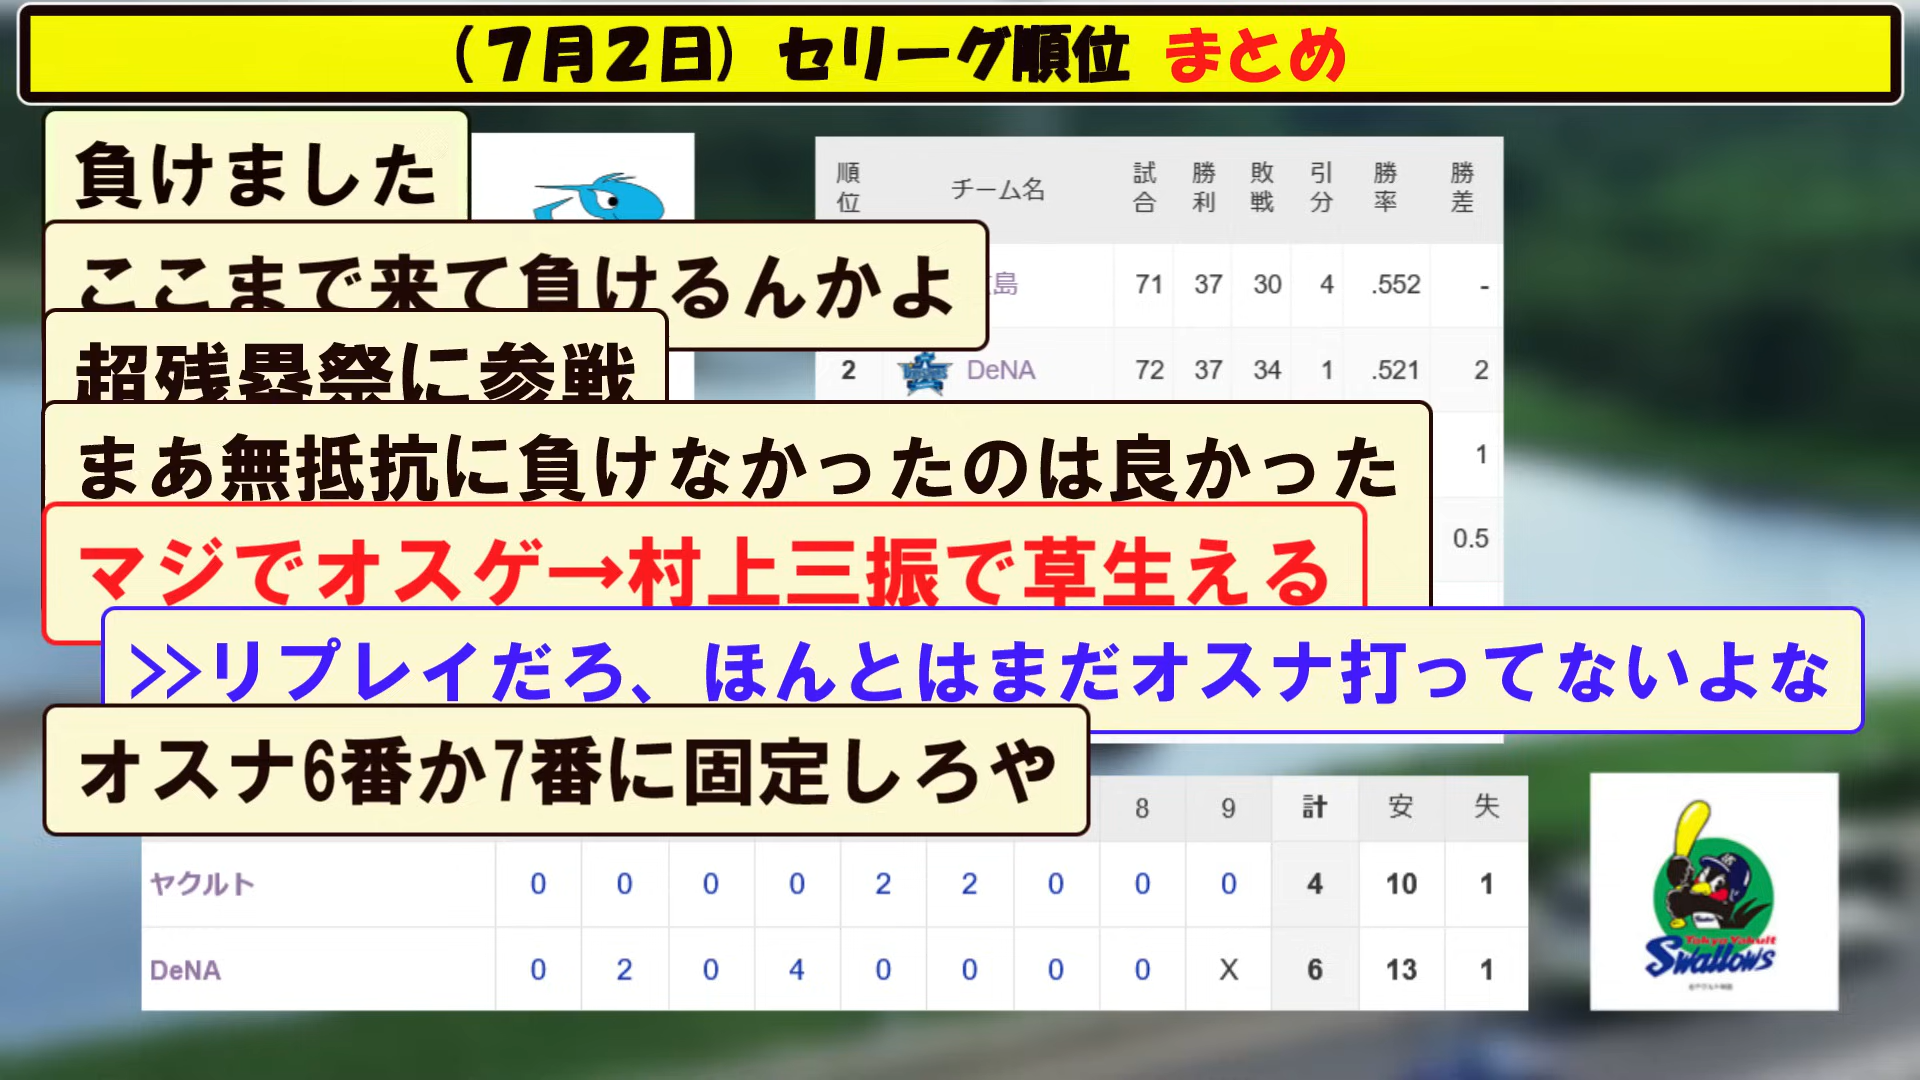 (7月2日) セリーグ順位 まとめ
負けました
ここまで来て負けるんかよ
超残塁祭に参戦
まあ無抵抗に負けなかったのは良かった
マジでオスゲ→村上三振で草生える
>>リプレイだろ、ほんとはまだオスナ打ってないよな
オスナ6番か7番に固定しろや
順位 チーム名 試合 勝利 敗戦 引分 勝率 勝差
島 71 37 30 4 .552 -
2 DeNA 72 37 34 1 .521 2
1
0.5
8 9 計 安 失
ヤクルト 0 0 0 0 2 2 0 0 0 4 10 1
DeNA 0 2 0 4 0 0 0 0 X 6 13 1
Tokyo Yakult
Swallows